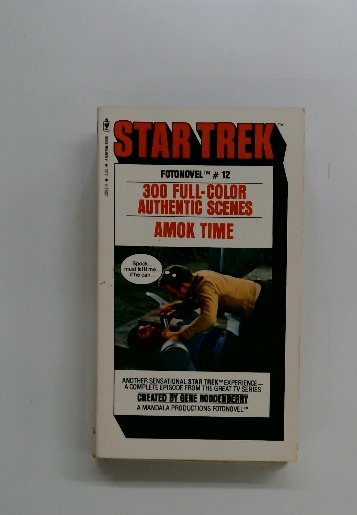 STAR TREK™
FOTONOVEL™ # 12
300 FULL-COLOR
AUTHENTIC SCENES
AMOK TIME
Spock...
must kill me...
if he can...
ANOTHER SENSATIONAL STAR TREK™ EXPERIENCE—
A COMPLETE EPISODE FROM THE GREAT TV SERIES
CREATED BY GENE RODDENBERRY
A MANDALA PRODUCTIONS FOTONOVEL™